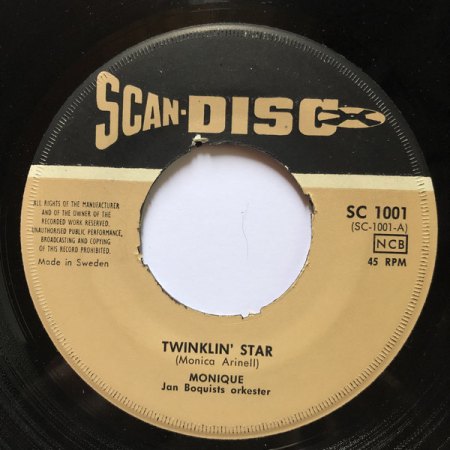 SCAN-DISC
ALL RIGHTS OF THE MANUFACTURER
AND OF THE OWNER OF THE
RECORDED WORK RESERVED.
UNAUTHORISED PUBLIC PERFORMANCE,
BROADCASTING AND COPYING
OF THIS RECORD PROHIBITED.
Made in Sweden
SC 1001
(SC-1001-A)
NCB
45 RPM
TWINKLIN' STAR
(Monica Arinell)
MONIQUE
Jan Boquists orkester